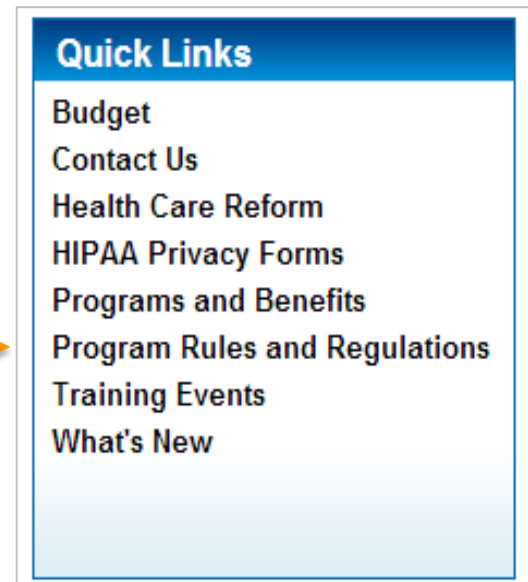 Quick Links
Budget
Contact Us
Health Care Reform
HIPAA Privacy Forms
Programs and Benefits
Program Rules and Regulations
Training Events
What's New